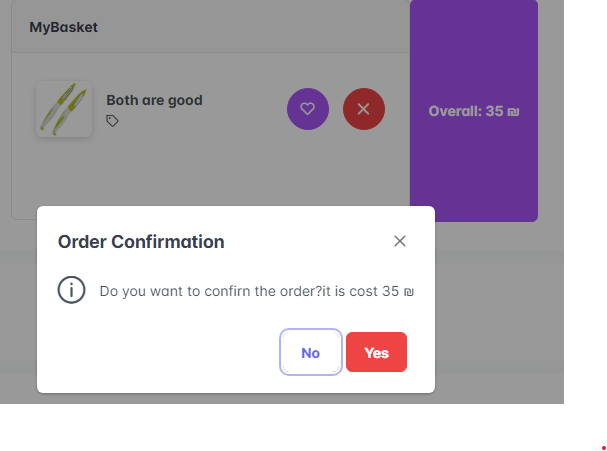 MyBasket
Both are good
Overall: 35 ₪
Order Confirmation
Do you want to confirn the order?it is cost 35 ₪
No
Yes